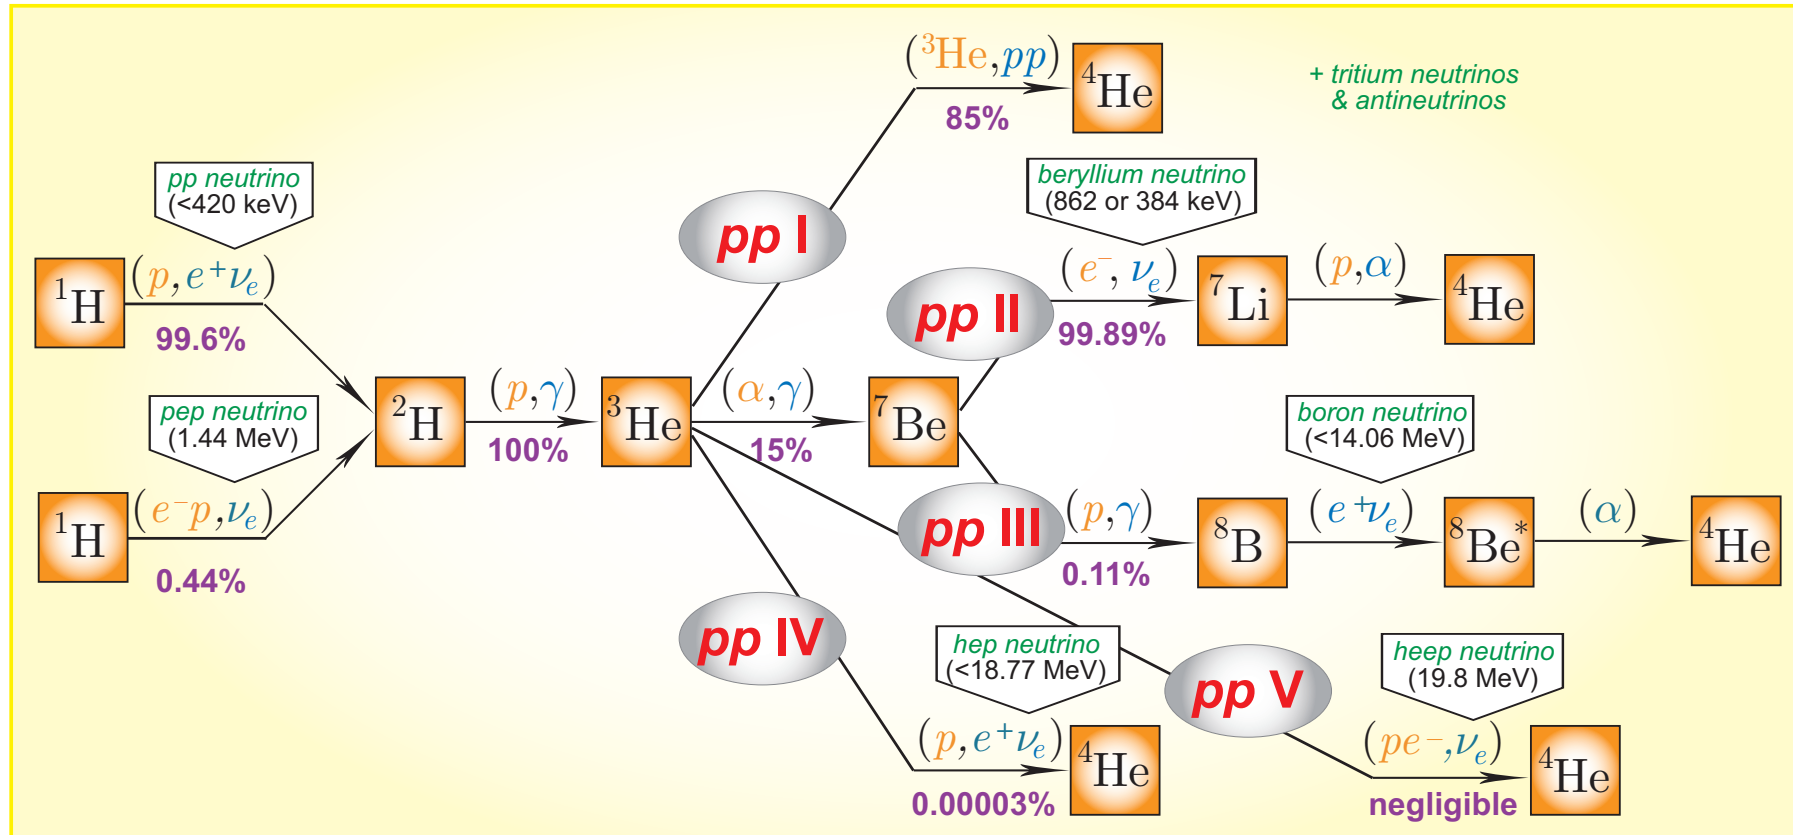 (³He,pp)
⁴He
85%
+ tritium neutrinos
& antineutrinos
pp neutrino
(<420 keV)
beryllium neutrino
(862 or 384 keV)
pp I
¹H
(p,e⁺νₑ)
99.6%
(e⁻, νₑ)
⁷Li
(p,α)
⁴He
pp II
99.89%
pep neutrino
(1.44 MeV)
²H
(p,γ)
100%
³He
(α,γ)
15%
⁷Be
boron neutrino
(<14.06 MeV)
¹H
(e⁻p,νₑ)
0.44%
pp III
(p,γ)
0.11%
⁸B
(e⁺νₑ)
⁸Be*
(α)
⁴He
pp IV
hep neutrino
(<18.77 MeV)
pp V
heep neutrino
(19.8 MeV)
(p,e⁺νₑ)
0.00003%
⁴He
(pe⁻,νₑ)
negligible
⁴He